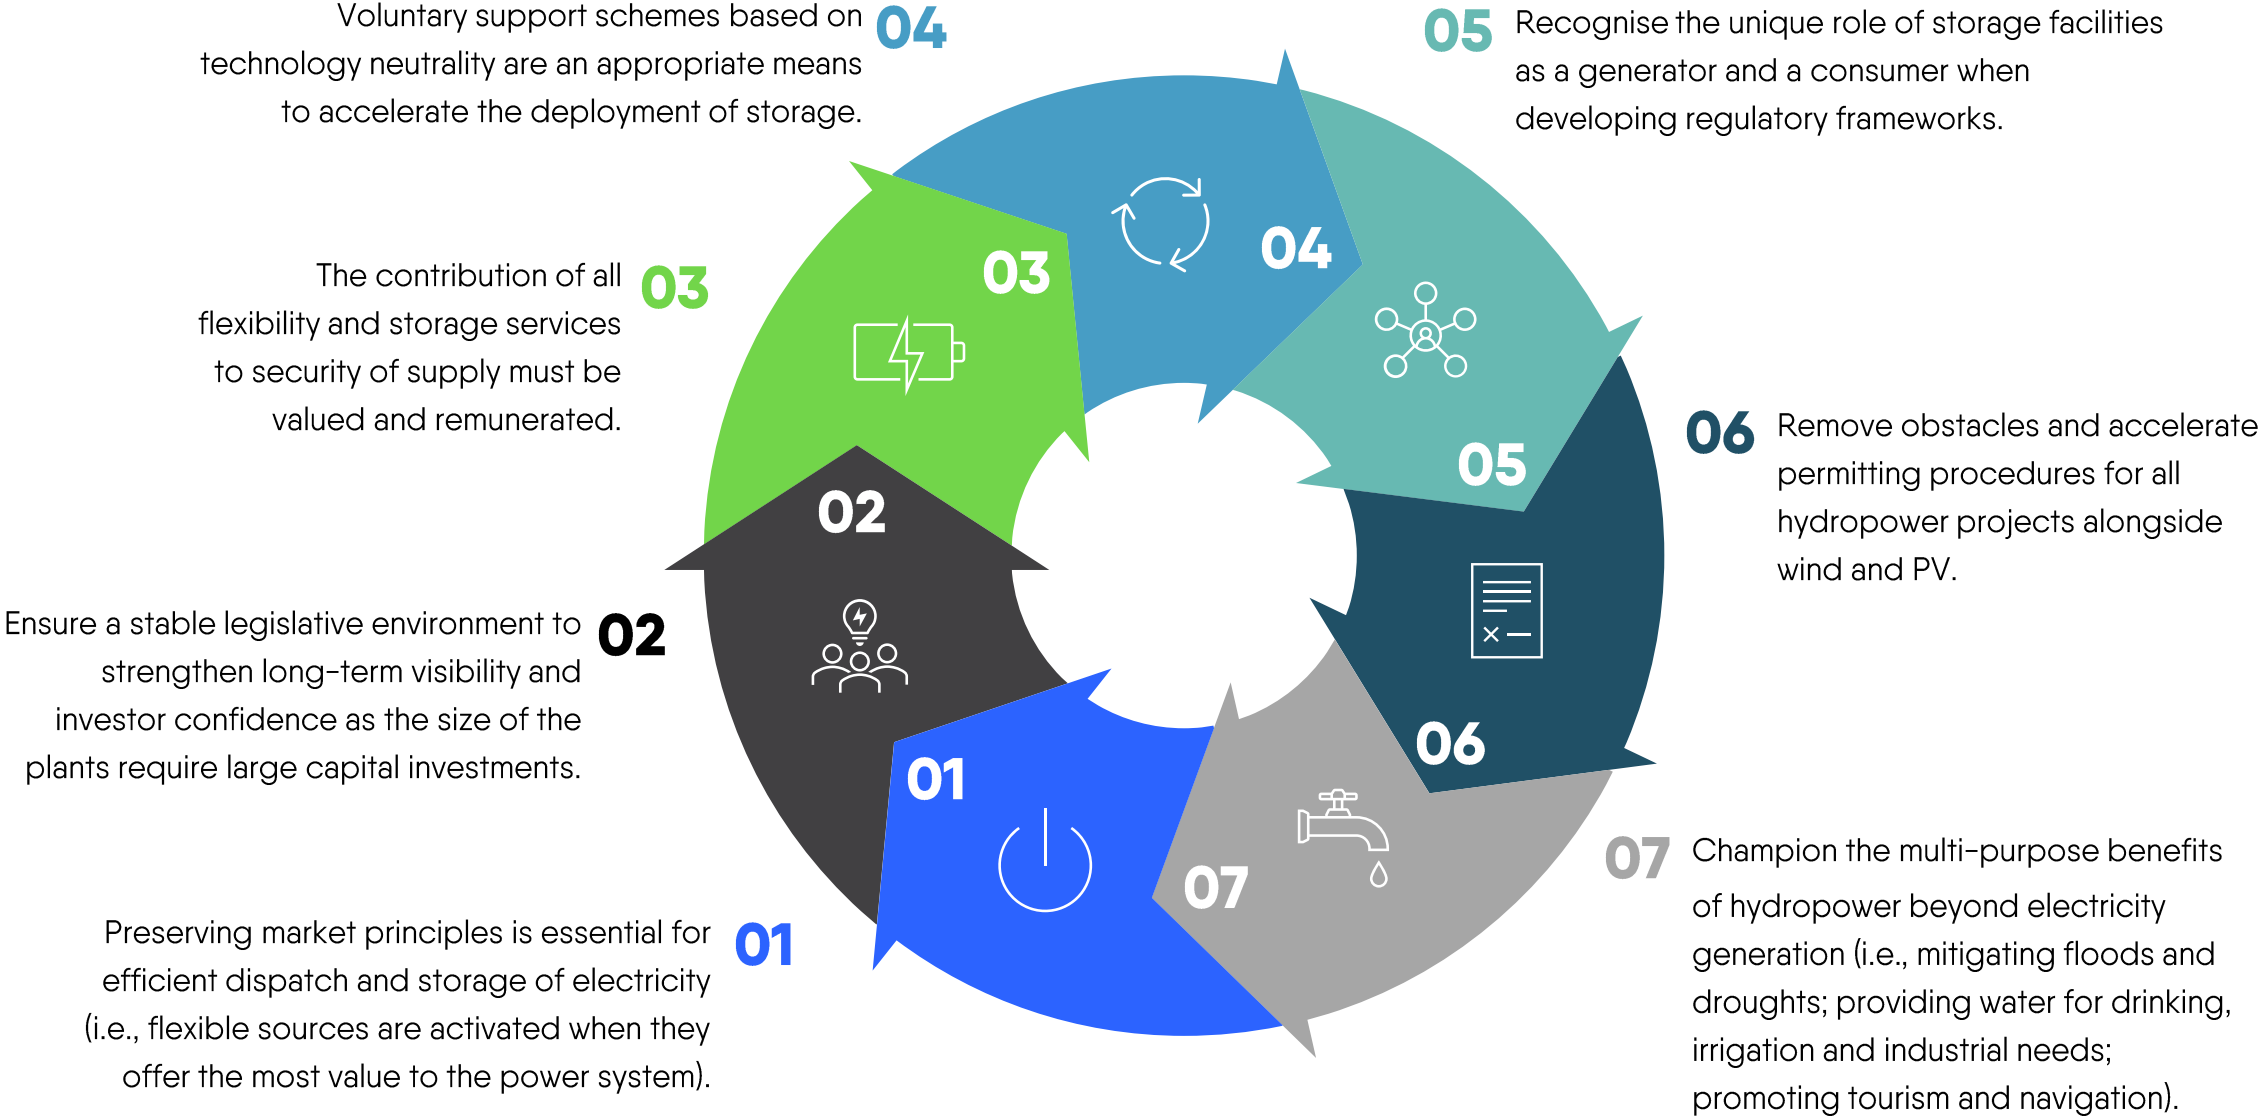 04
Voluntary support schemes based on
technology neutrality are an appropriate means
to accelerate the deployment of storage.
05
Recognise the unique role of storage facilities
as a generator and a consumer when
developing regulatory frameworks.
03
The contribution of all
flexibility and storage services
to security of supply must be
valued and remunerated.
06
Remove obstacles and accelerate
permitting procedures for all
hydropower projects alongside
wind and PV.
02
Ensure a stable legislative environment to
strengthen long-term visibility and
investor confidence as the size of the
plants require large capital investments.
07
Champion the multi-purpose benefits
of hydropower beyond electricity
generation (i.e., mitigating floods and
droughts; providing water for drinking,
irrigation and industrial needs;
promoting tourism and navigation).
01
Preserving market principles is essential for
efficient dispatch and storage of electricity
(i.e., flexible sources are activated when they
offer the most value to the power system).
04
03
05
02
06
01
07